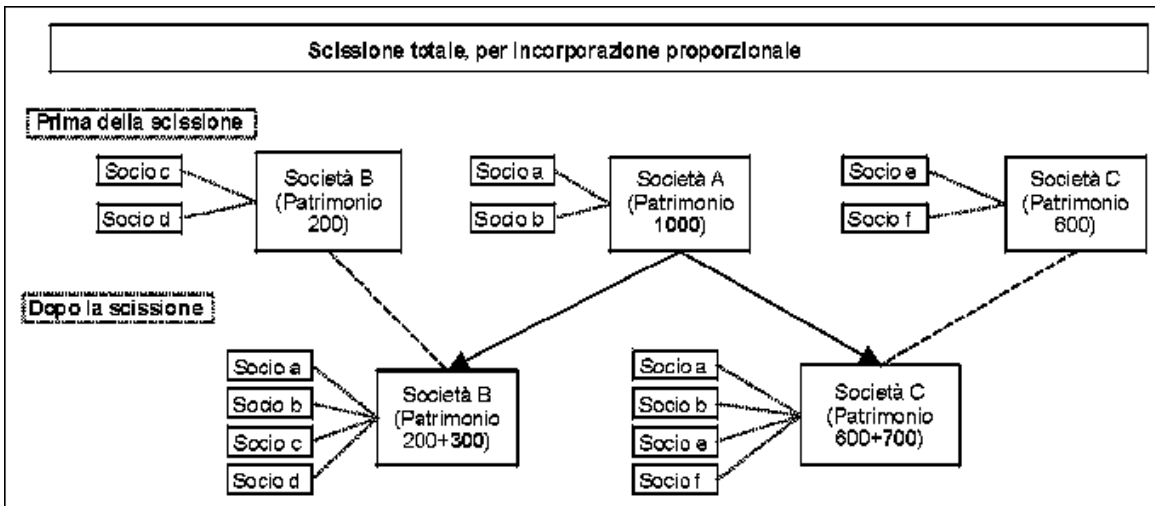 Scissione totale, per incorporazione proporzionale
Prima della scissione
Socio c
Socio d
Società B
(Patrimonio
200)
Socio a
Socio b
Società A
(Patrimonio
1000)
Socio e
Socio f
Società C
(Patrimonio
600)
Dopo la scissione
Socio a
Socio b
Socio c
Socio d
Società B
(Patrimonio
200+300)
Socio a
Socio b
Socio e
Socio f
Società C
(Patrimonio
600+700)